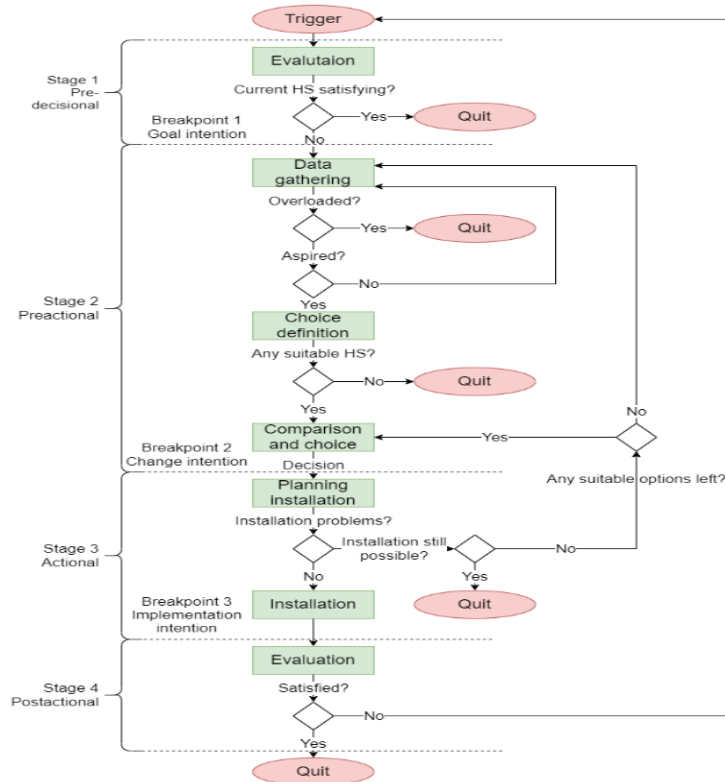 Trigger
Stage 1
Pre-
decisional
Evalutaion
Current HS satisfying?
Yes
Quit
Breakpoint 1
Goal intention
No
Data
gathering
Overloaded?
Yes
Quit
Aspired?
No
Yes
Stage 2
Preactional
Choice
definition
Any suitable HS?
No
Quit
Yes
No
Comparison
and choice
Yes
Breakpoint 2
Change intention
Decision
Any suitable options left?
Planning
installation
Installation problems?
Stage 3
Actional
Installation still
possible?
No
No
Yes
Breakpoint 3
Implementation
intention
Installation
Quit
Evaluation
Satisfied?
Stage 4
Postactional
No
Yes
Quit